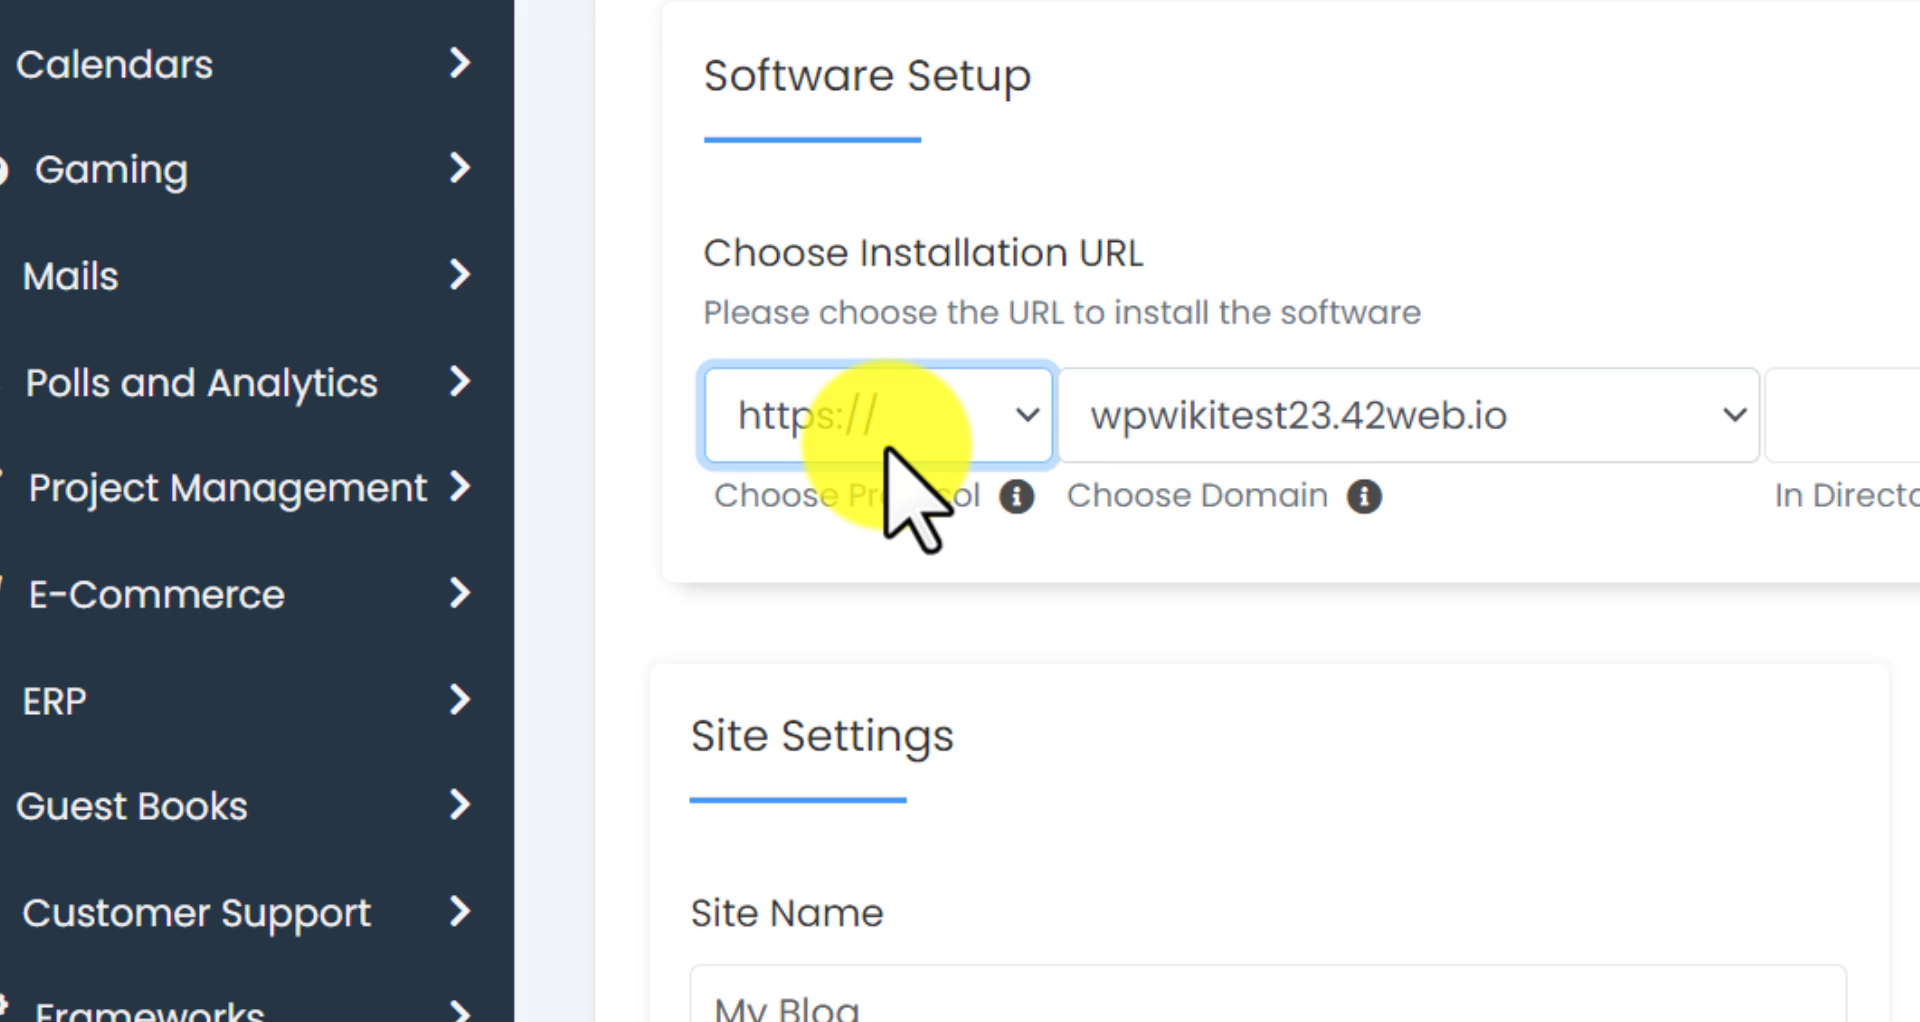 Calendars
Gaming
Mails
Polls and Analytics
Project Management
E-Commerce
ERP
Guest Books
Customer Support
Frameworks
Software Setup
Choose Installation URL
Please choose the URL to install the software
https://
wpwikitest23.42web.io
Choose Protocol
Choose Domain
In Directo
Site Settings
Site Name
My Blog